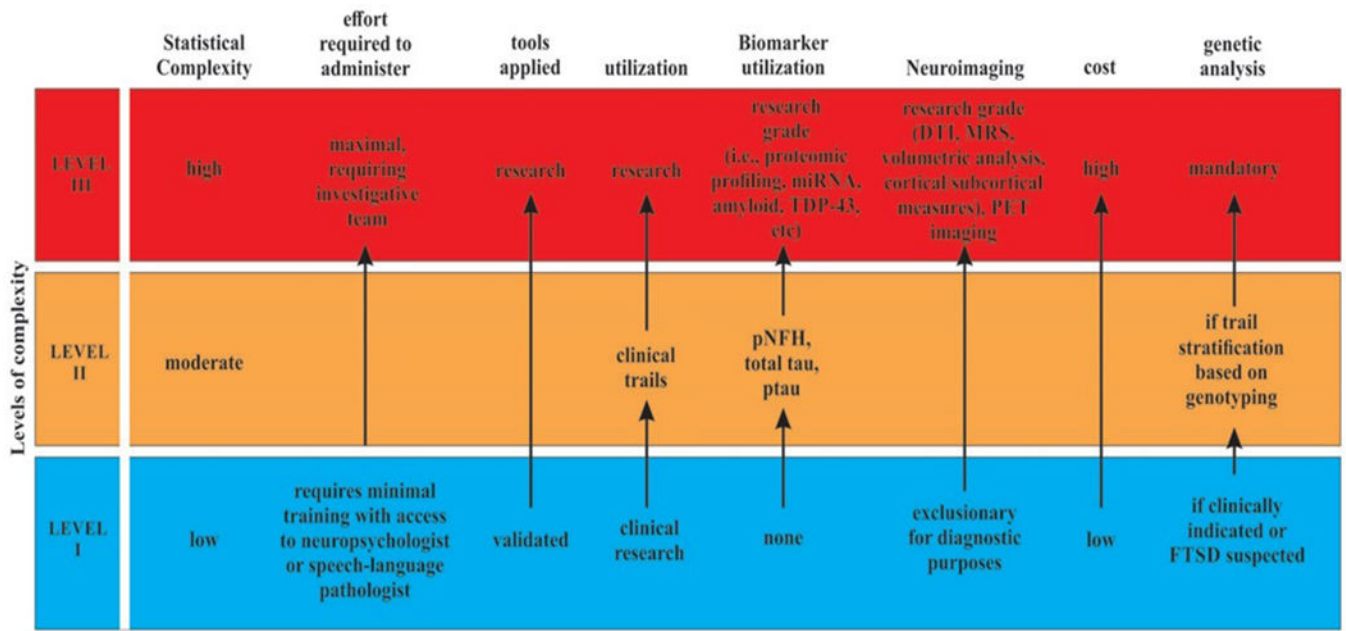 Statistical
Complexity
effort
required to
administer
tools
applied
utilization
Biomarker
utilization
Neuroimaging
cost
genetic
analysis
Levels of complexity
LEVEL
III
high
maximal,
requiring
investigative
team
research
research
research
grade
(i.e., proteomic
profiling, miRNA,
amyloid, TDP-43,
etc)
research grade
(DTI, MRS,
volumetric analysis,
cortical subcortical
measures), PET
imaging
high
mandatory
LEVEL
II
moderate
clinical
trails
pNFH,
total tau,
ptau
if trail
stratification
based on
genotyping
LEVEL
I
low
requires minimal
training with access
to neuropsychologist
or speech-language
pathologist
validated
clinical
research
none
exclusionary
for diagnostic
purposes
low
if clinically
indicated or
FTSD suspected